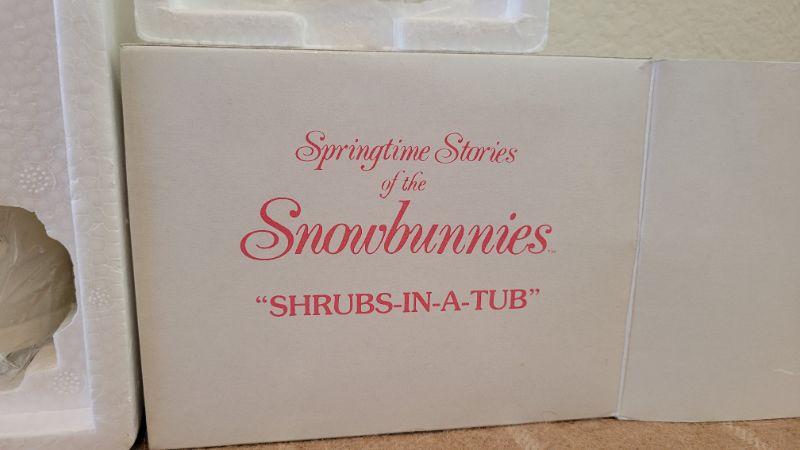 Springtime Stories
of the
Snowbunnies™
“SHRUBS-IN-A-TUB”